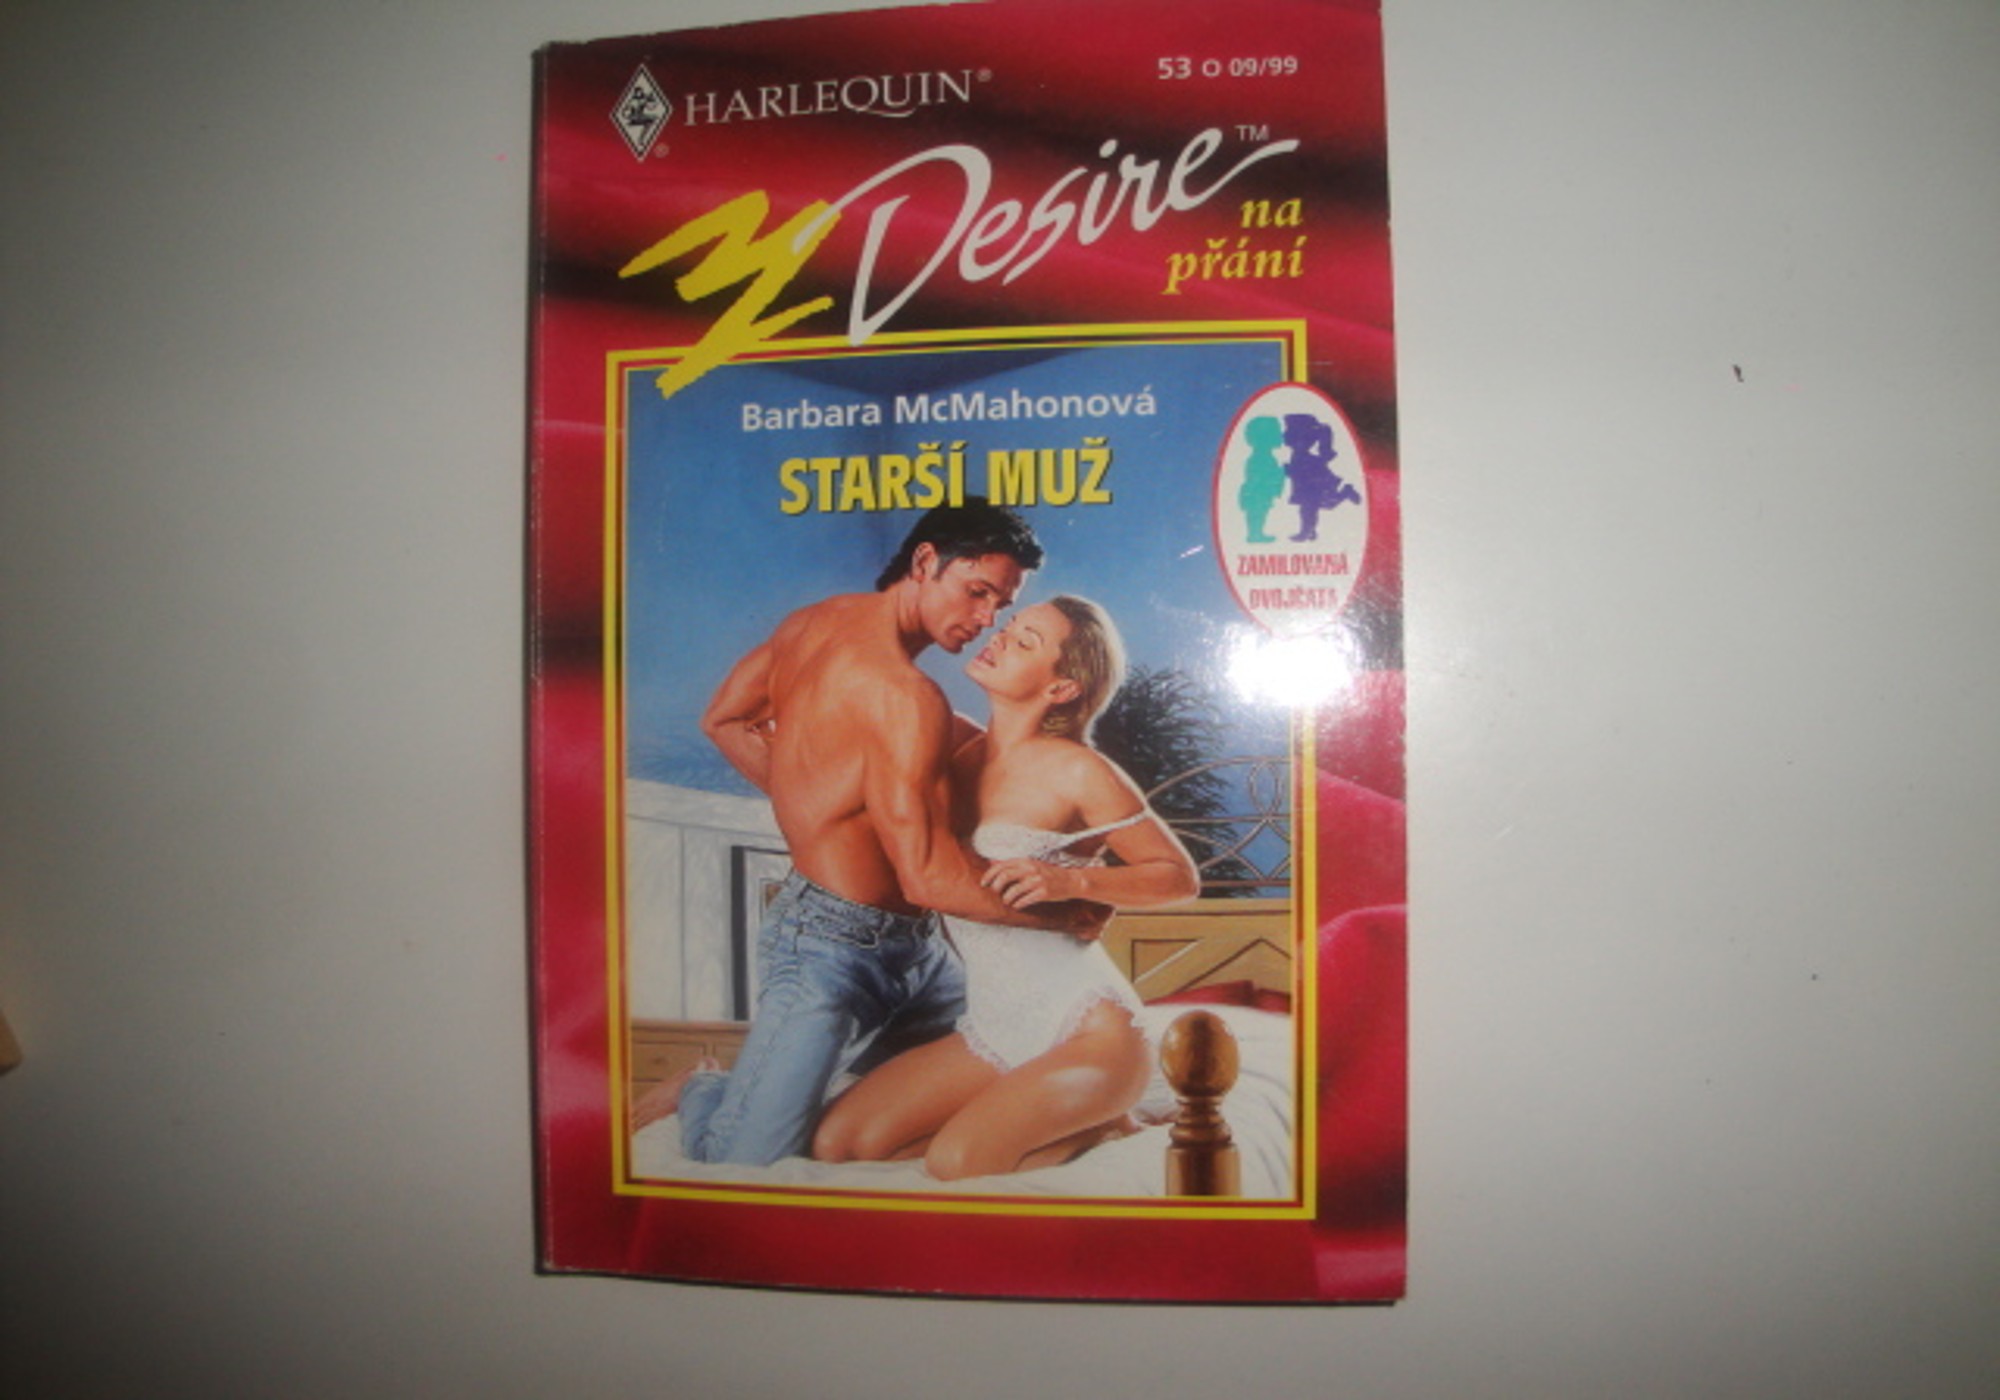 HARLEQUIN®
53 O 09/99
Desire™
na
přání
Barbara McMahonová
STARŠÍ MUŽ
ZAMILOVANÁ
DVOJČATA